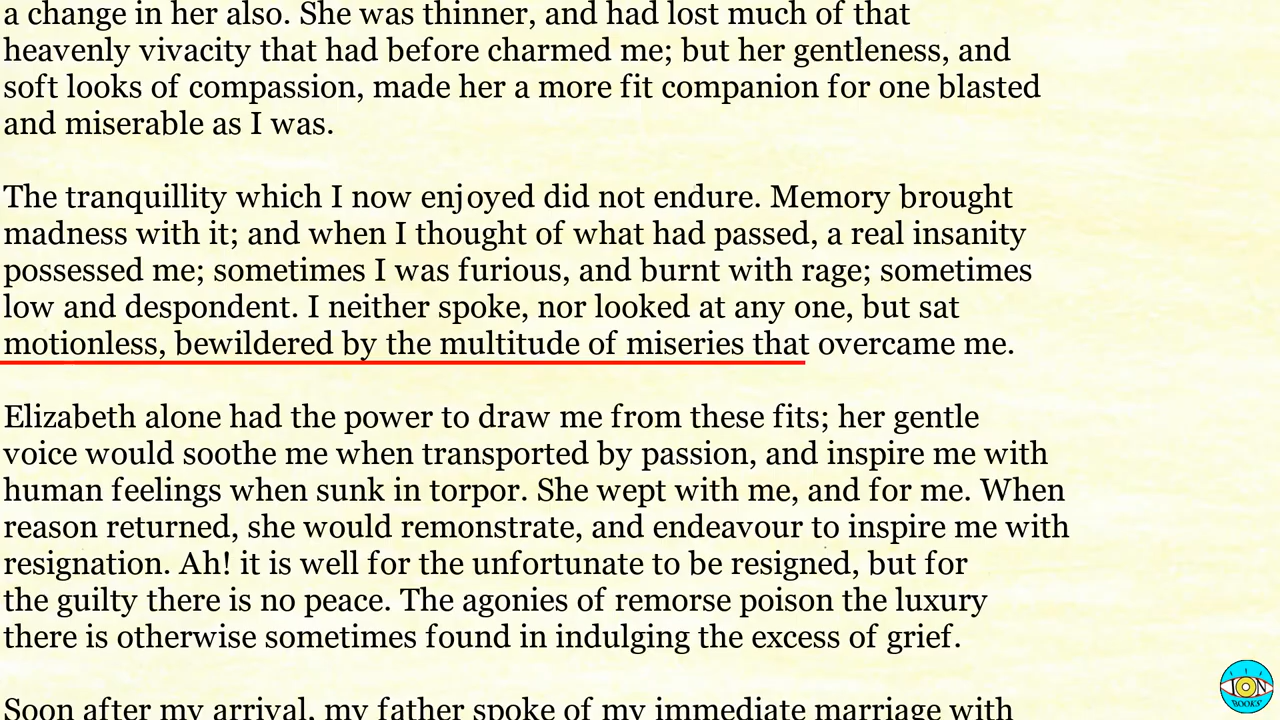 a change in her also. She was thinner, and had lost much of that
heavenly vivacity that had before charmed me; but her gentleness, and
soft looks of compassion, made her a more fit companion for one blasted
and miserable as I was.
The tranquillity which I now enjoyed did not endure. Memory brought
madness with it; and when I thought of what had passed, a real insanity
possessed me; sometimes I was furious, and burnt with rage; sometimes
low and despondent. I neither spoke, nor looked at any one, but sat
motionless, bewildered by the multitude of miseries that overcame me.
Elizabeth alone had the power to draw me from these fits; her gentle
voice would soothe me when transported by passion, and inspire me with
human feelings when sunk in torpor. She wept with me, and for me. When
reason returned, she would remonstrate, and endeavour to inspire me with
resignation. Ah! it is well for the unfortunate to be resigned, but for
the guilty there is no peace. The agonies of remorse poison the luxury
there is otherwise sometimes found in indulging the excess of grief.
Soon after my arrival, my father spoke of my immediate marriage with
ION
BOOKS